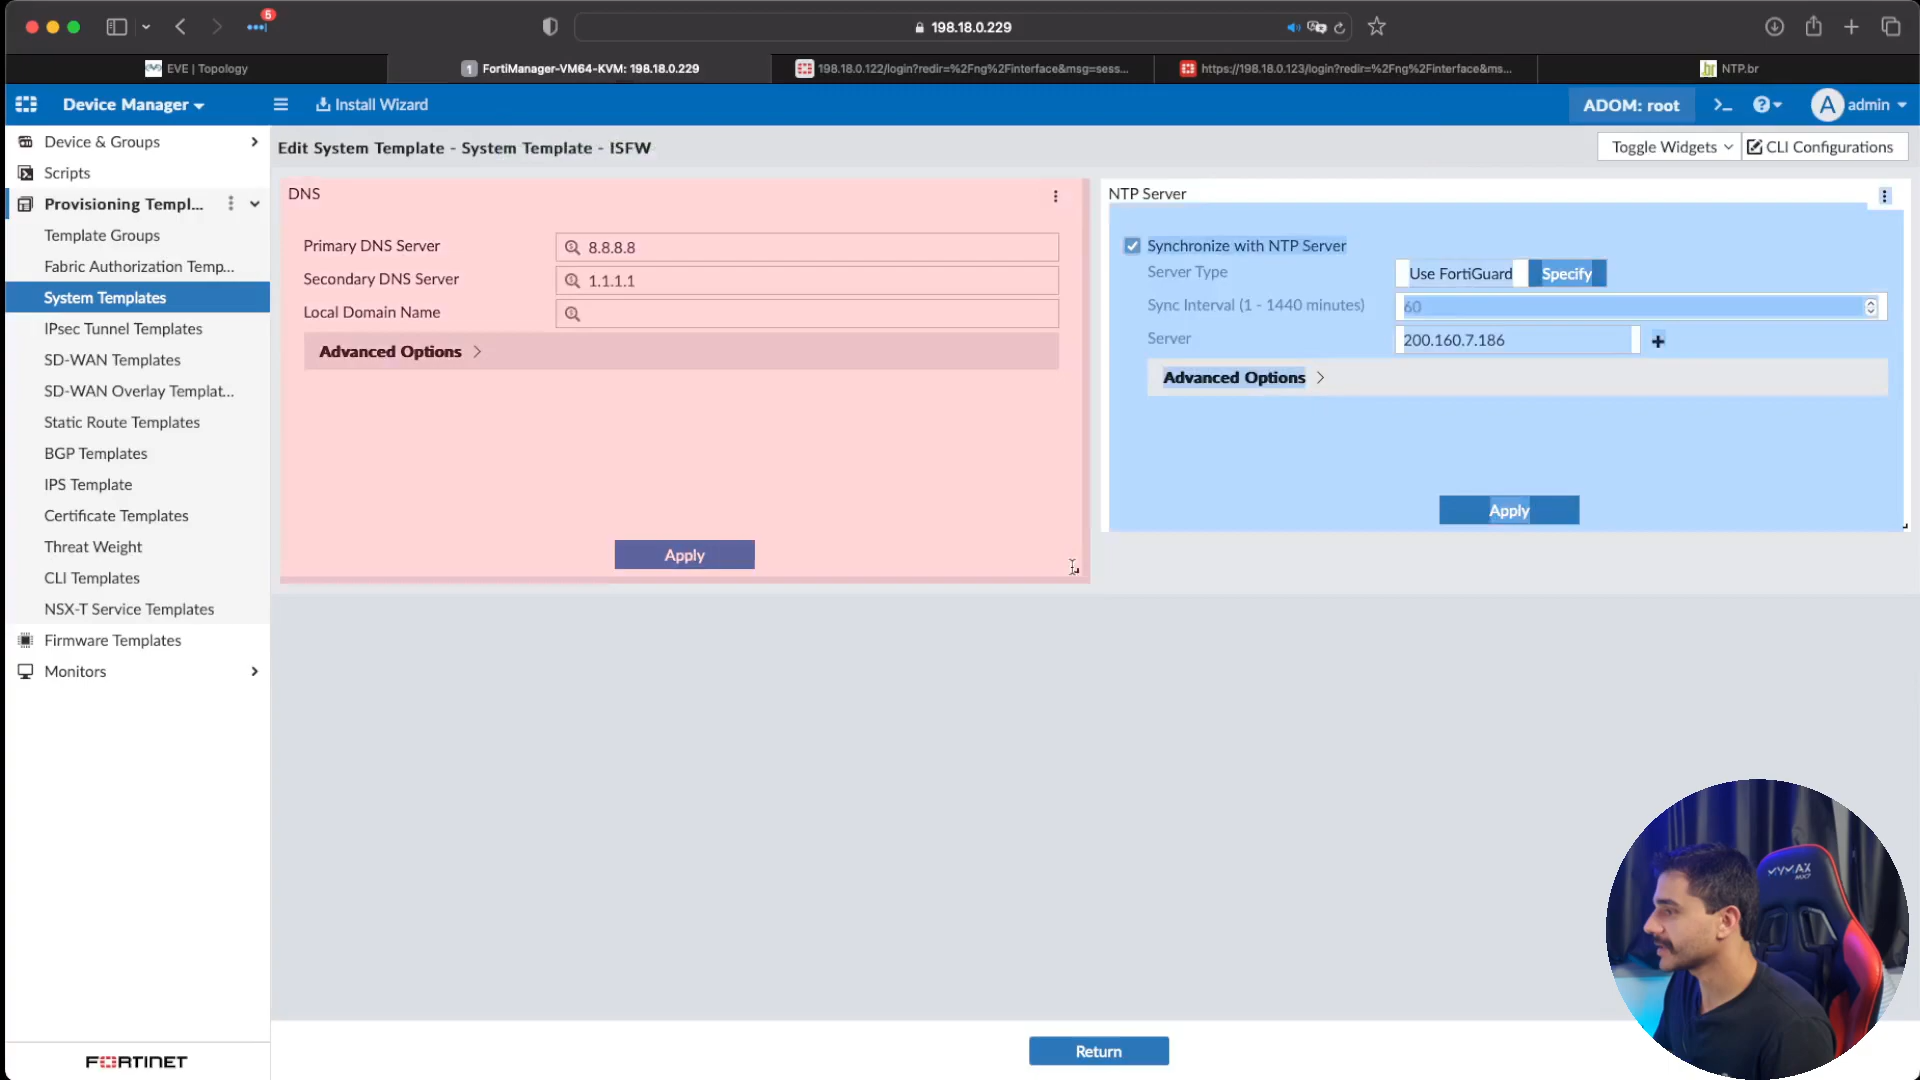 5
198.18.0.229
EVE | Topology
1 FortiManager-VM64-KVM: 198.18.0.229
198.18.0.122/login?redir=%2Fng%2Finterface&msg=sess...
https://198.18.0.123/login?redir=%2Fng%2Finterface&ms...
NTP.br
Device Manager
Install Wizard
ADOM: root
A admin
Device & Groups
Scripts
Provisioning Templ...
Template Groups
Fabric Authorization Temp...
System Templates
IPsec Tunnel Templates
SD-WAN Templates
SD-WAN Overlay Templat...
Static Route Templates
BGP Templates
IPS Template
Certificate Templates
Threat Weight
CLI Templates
NSX-T Service Templates
Firmware Templates
Monitors
FORTINET
Edit System Template - System Template - ISFW
Toggle Widgets
CLI Configurations
DNS
Primary DNS Server
8.8.8.8
Secondary DNS Server
1.1.1.1
Local Domain Name
Advanced Options
Apply
NTP Server
Synchronize with NTP Server
Server Type
Use FortiGuard
Specify
Sync Interval (1 - 1440 minutes)
60
Server
200.160.7.186
Advanced Options
Apply
Return
MYMAX
MX7